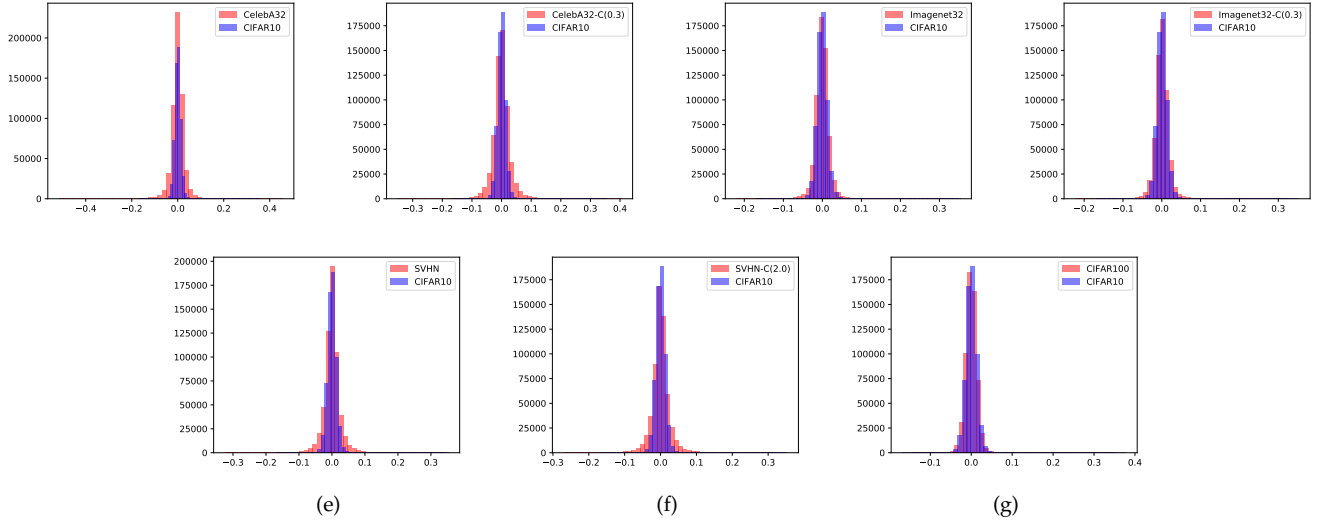 CelebA32
CIFAR10
200000
150000
100000
50000
0
−0.4 −0.2 0.0 0.2 0.4
CelebA32-C(0.3)
CIFAR10
175000
150000
125000
100000
75000
50000
25000
0
−0.3 −0.2 −0.1 0.0 0.1 0.2 0.3 0.4
Imagenet32
CIFAR10
175000
150000
125000
100000
75000
50000
25000
0
−0.2 −0.1 0.0 0.1 0.2 0.3
Imagenet32-C(0.3)
CIFAR10
175000
150000
125000
100000
75000
50000
25000
0
−0.2 −0.1 0.0 0.1 0.2 0.3
SVHN
CIFAR10
200000
175000
150000
125000
100000
75000
50000
25000
0
−0.3 −0.2 −0.1 0.0 0.1 0.2 0.3
SVHN-C(2.0)
CIFAR10
175000
150000
125000
100000
75000
50000
25000
0
−0.3 −0.2 −0.1 0.0 0.1 0.2 0.3
CIFAR100
CIFAR10
175000
150000
125000
100000
75000
50000
25000
0
−0.1 0.0 0.1 0.2 0.3 0.4
(e) (f) (g)